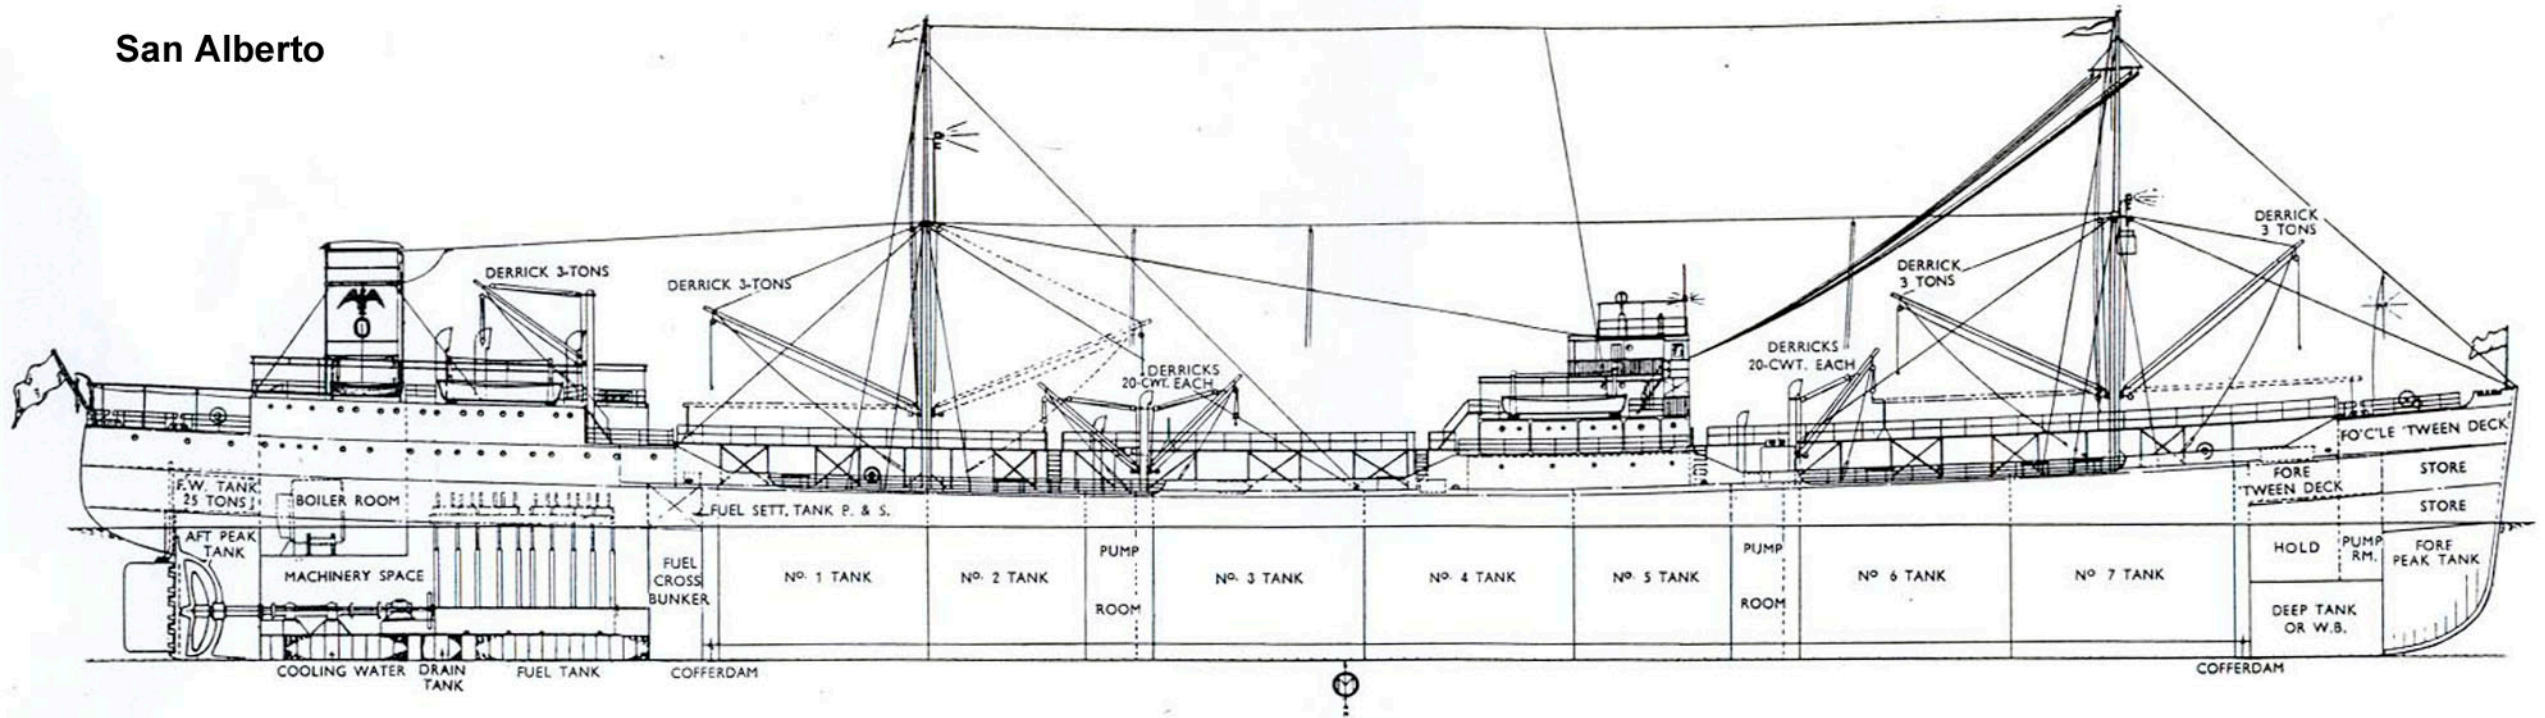 San Alberto
DERRICK
3 TONS
DERRICK 3-TONS
DERRICK 3-TONS
DERRICK
3 TONS
DERRICKS
20-CWT. EACH
DERRICKS
20-CWT. EACH
FO'C'LE 'TWEEN DECK
F.W. TANK
25 TONS
BOILER ROOM
FUEL SETT. TANK P. & S.
FORE
'TWEEN DECK
STORE
STORE
AFT PEAK
TANK
MACHINERY SPACE
FUEL
CROSS
BUNKER
Nº. 1 TANK
Nº. 2 TANK
PUMP
ROOM
Nº. 3 TANK
Nº. 4 TANK
Nº. 5 TANK
PUMP
ROOM
Nº 6 TANK
Nº 7 TANK
HOLD
PUMP
RM.
FORE
PEAK TANK
DEEP TANK
OR W.B.
COOLING WATER
DRAIN
TANK
FUEL TANK
COFFERDAM
COFFERDAM